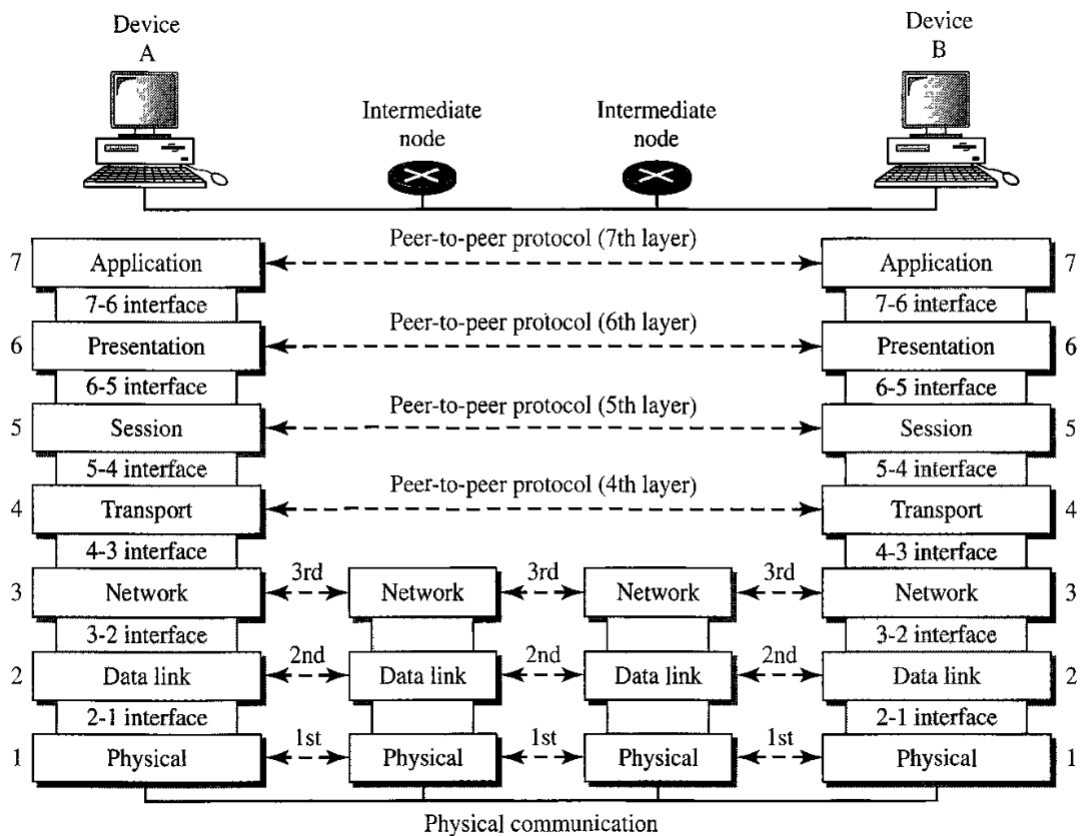 Device
A
Device
B
Intermediate
node
Intermediate
node
Peer-to-peer protocol (7th layer)
7 Application Application 7
7-6 interface 7-6 interface
Peer-to-peer protocol (6th layer)
6 Presentation Presentation 6
6-5 interface 6-5 interface
Peer-to-peer protocol (5th layer)
5 Session Session 5
5-4 interface 5-4 interface
Peer-to-peer protocol (4th layer)
4 Transport Transport 4
4-3 interface 4-3 interface
3rd 3rd 3rd
3 Network Network Network Network 3
3-2 interface 3-2 interface
2nd 2nd 2nd
2 Data link Data link Data link Data link 2
2-1 interface 2-1 interface
1st 1st 1st
1 Physical Physical Physical Physical 1
Physical communication